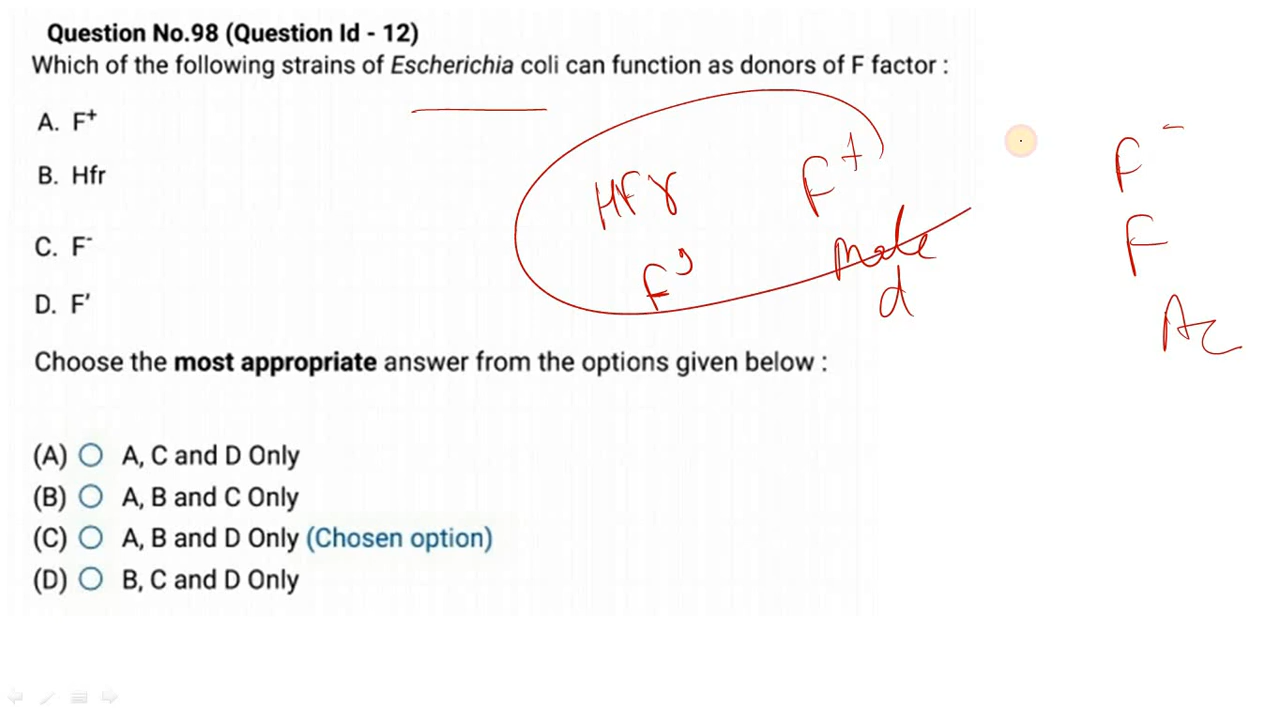 Question No.98 (Question Id - 12)
Which of the following strains of Escherichia coli can function as donors of F factor :
A. F⁺
B. Hfr
C. F⁻
D. F′
HFr F⁺ F⁻
F′ male F
d
Choose the most appropriate answer from the options given below :
(A) A, C and D Only
(B) A, B and C Only
(C) A, B and D Only (Chosen option)
(D) B, C and D Only